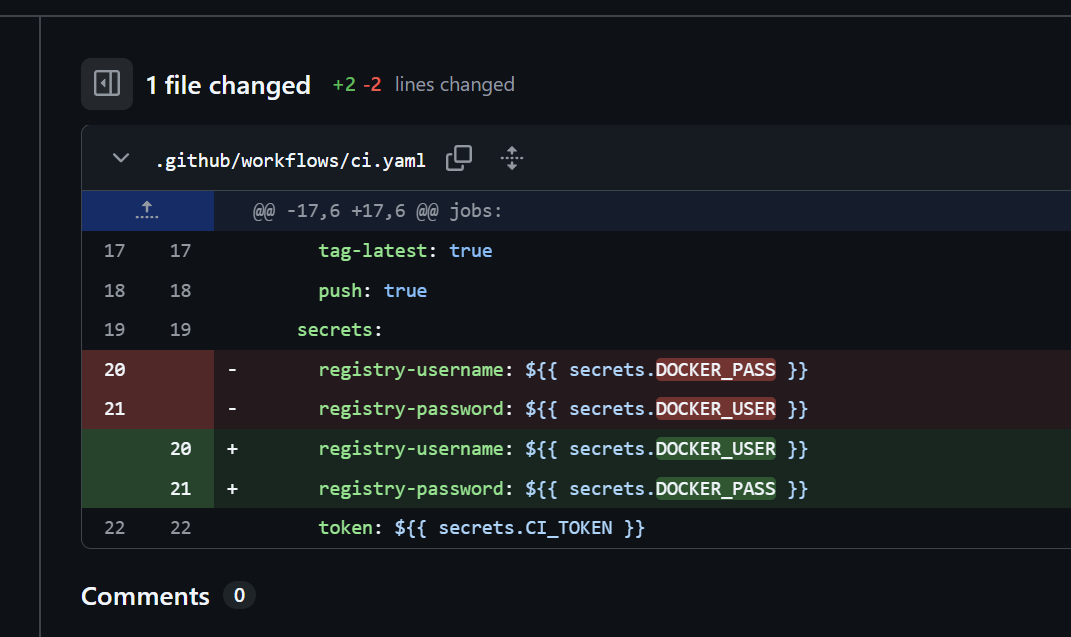 1 file changed +2 -2 lines changed
.github/workflows/ci.yaml
@@ -17,6 +17,6 @@ jobs:
17 17 tag-latest: true
18 18 push: true
19 19 secrets:
20 - registry-username: ${{ secrets.DOCKER_PASS }}
21 - registry-password: ${{ secrets.DOCKER_USER }}
20 + registry-username: ${{ secrets.DOCKER_USER }}
21 + registry-password: ${{ secrets.DOCKER_PASS }}
22 22 token: ${{ secrets.CI_TOKEN }}
Comments 0